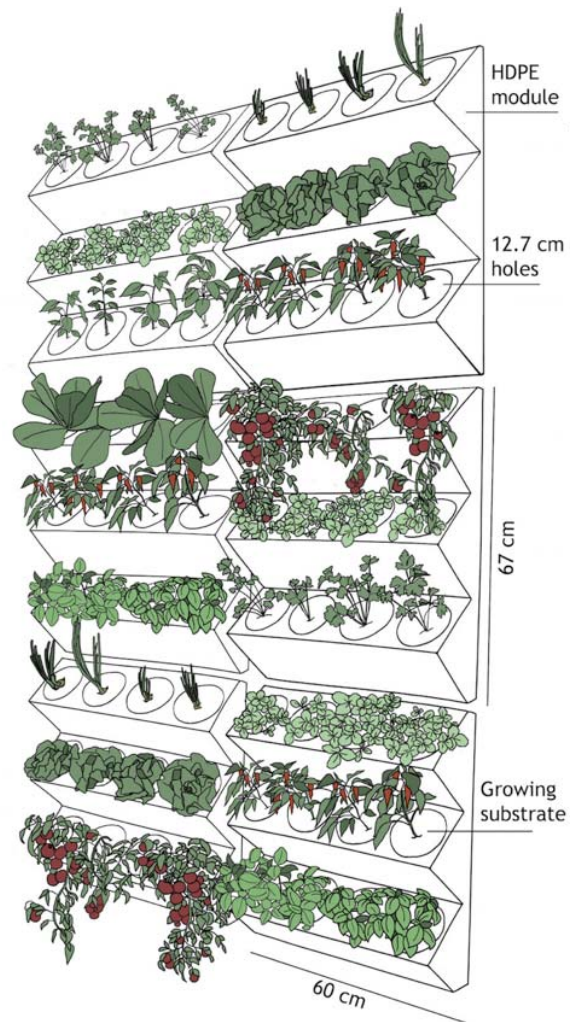 HDPE
module
12.7 cm
holes
67 cm
Growing
substrate
60 cm